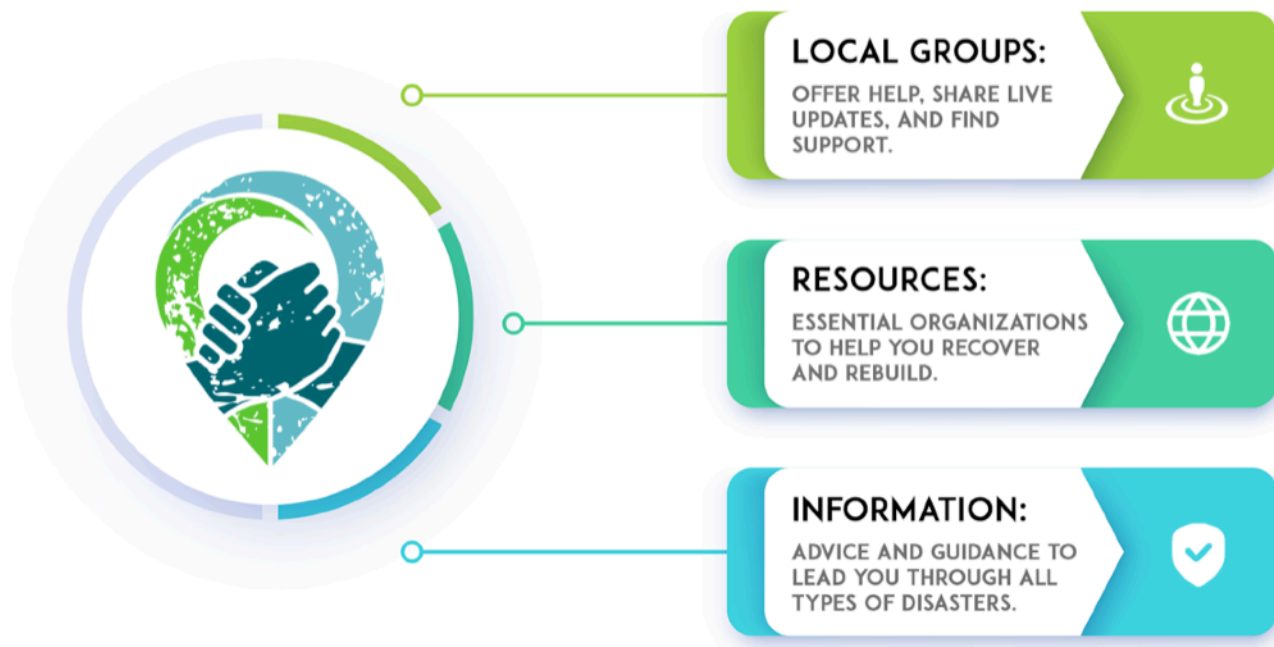 LOCAL GROUPS:
OFFER HELP, SHARE LIVE
UPDATES, AND FIND
SUPPORT.
RESOURCES:
ESSENTIAL ORGANIZATIONS
TO HELP YOU RECOVER
AND REBUILD.
INFORMATION:
ADVICE AND GUIDANCE TO
LEAD YOU THROUGH ALL
TYPES OF DISASTERS.